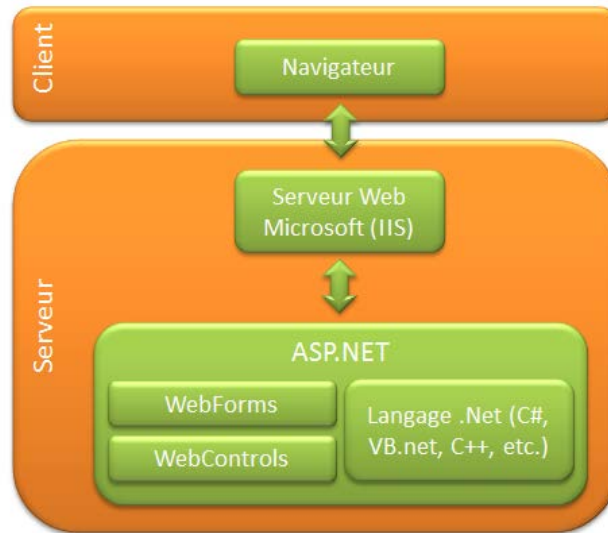 Client
Navigateur
Serveur
Serveur Web
Microsoft (IIS)
ASP.NET
WebForms
WebControls
Langage .Net (C#,
VB.net, C++, etc.)